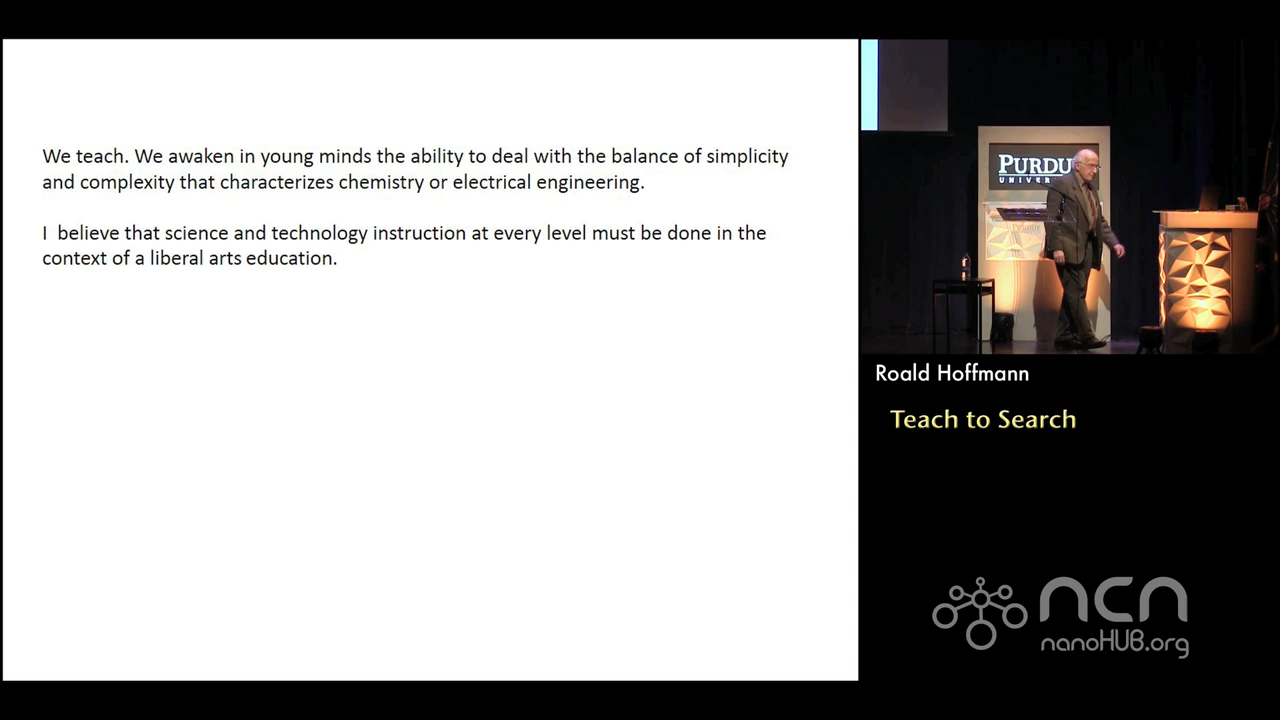 We teach. We awaken in young minds the ability to deal with the balance of simplicity
and complexity that characterizes chemistry or electrical engineering.
I believe that science and technology instruction at every level must be done in the
context of a liberal arts education.
PURDU
UNIVER
PURDUE
Roald Hoffmann
Teach to Search
ncn
nanoHUB.org